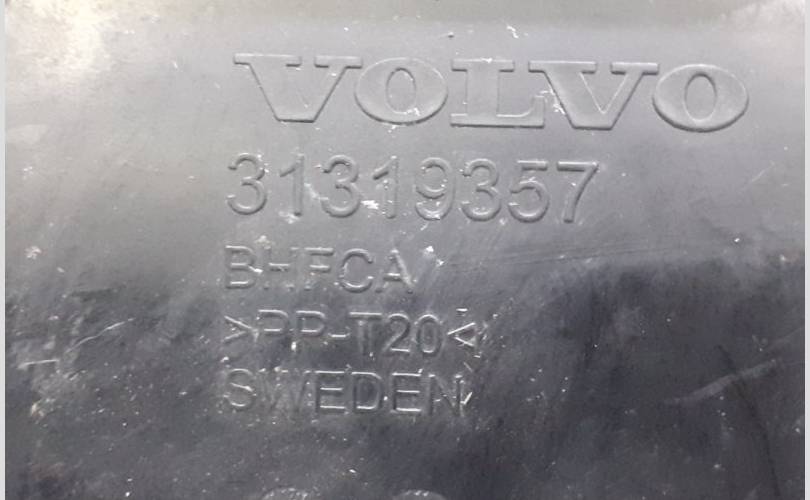 VOLVO
31319357
BHFCA
>PP-T20<
SWEDEN